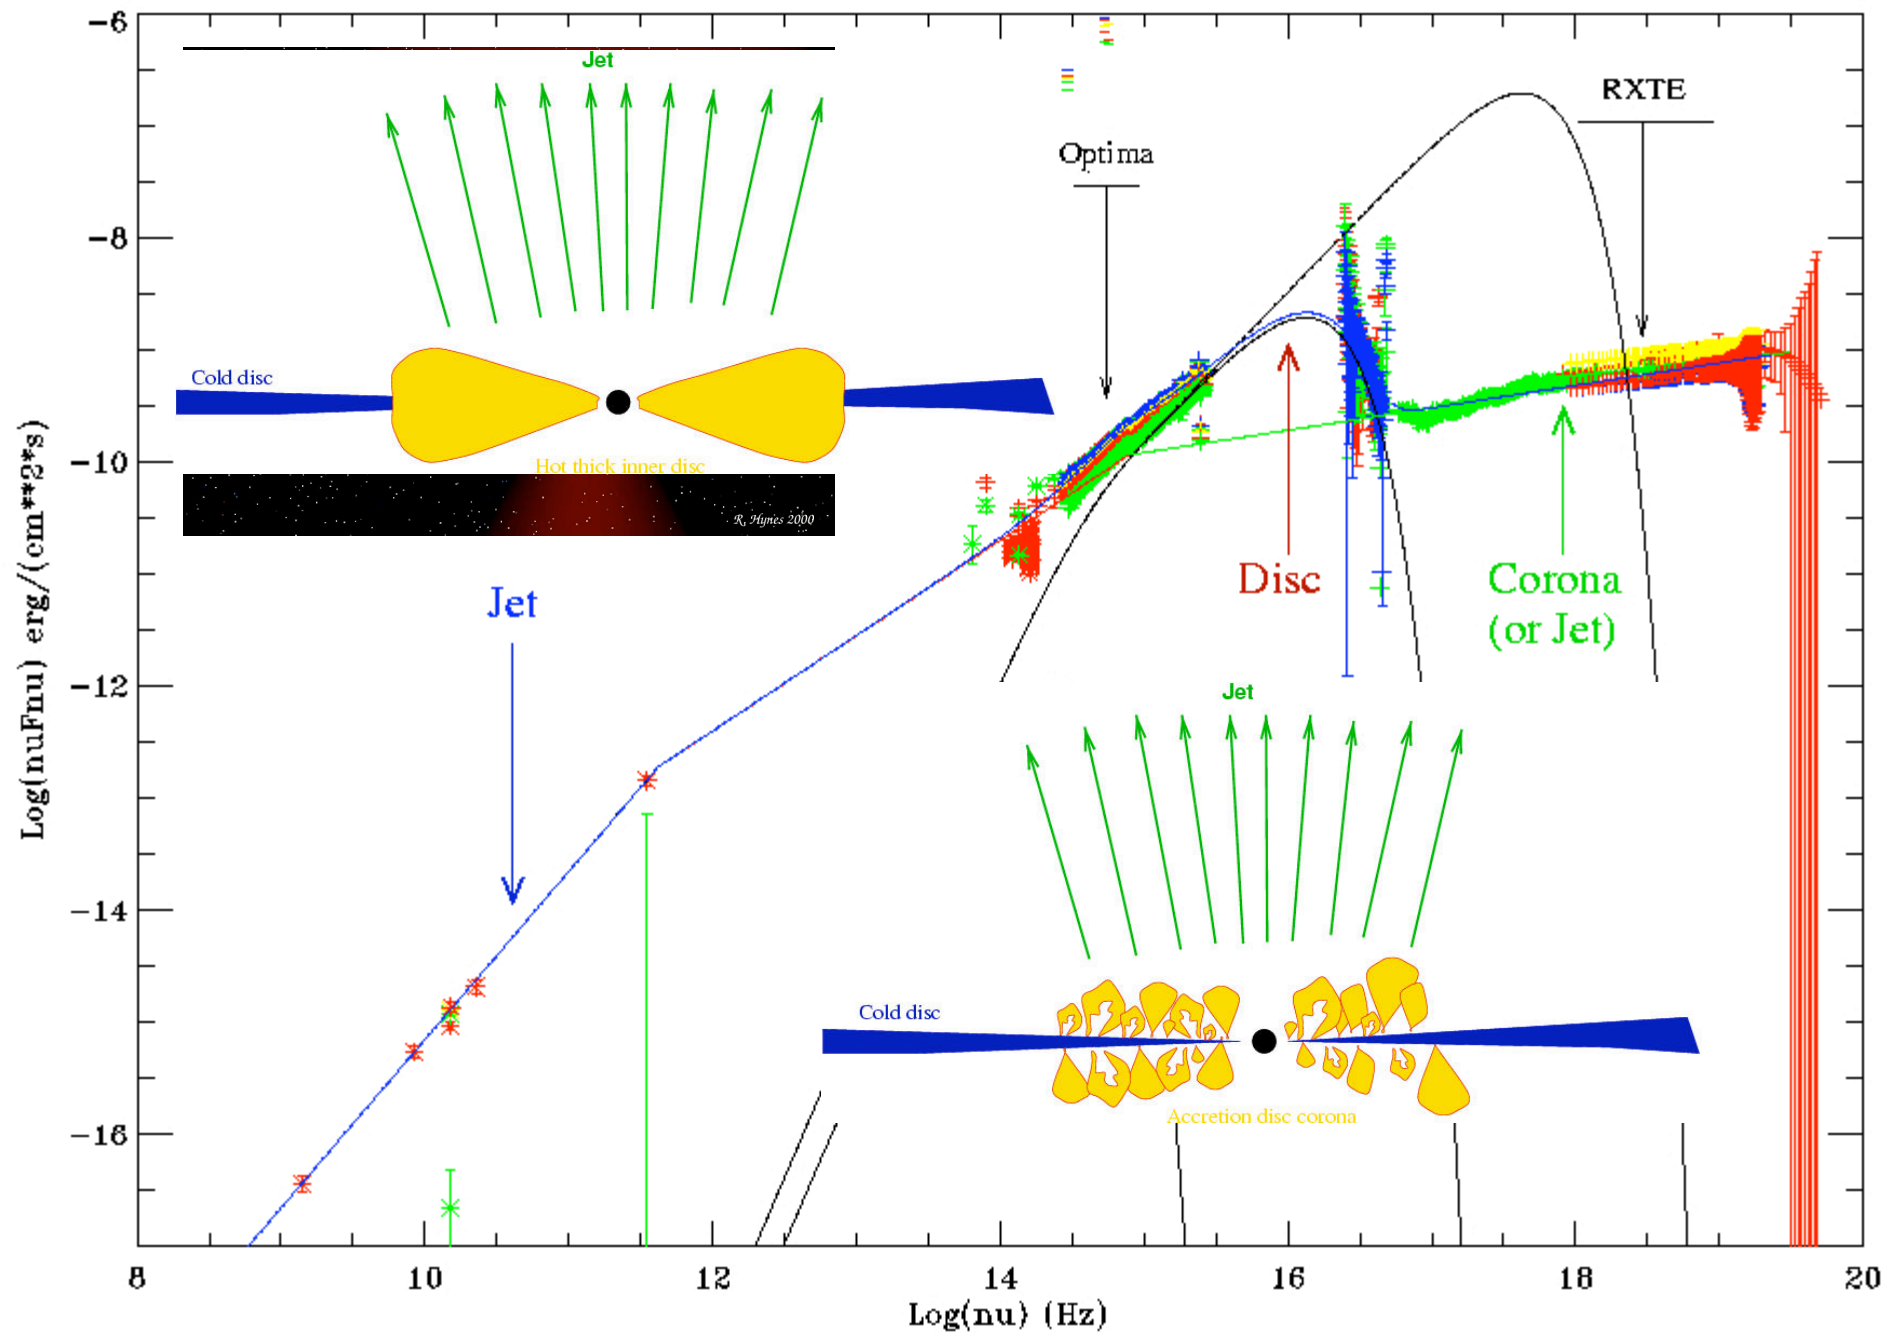 -6
-8
-10
-12
-14
-16
Log(nuFnu) erg/(cm**2*s)
Jet
Cold disc
Hot thick inner disc
R. Hynes 2000
Optima
RXTE
Jet
Disc
Corona
(or Jet)
Jet
Cold disc
Accretion disc corona
8 10 12 14 16 18 20
Log(nu) (Hz)